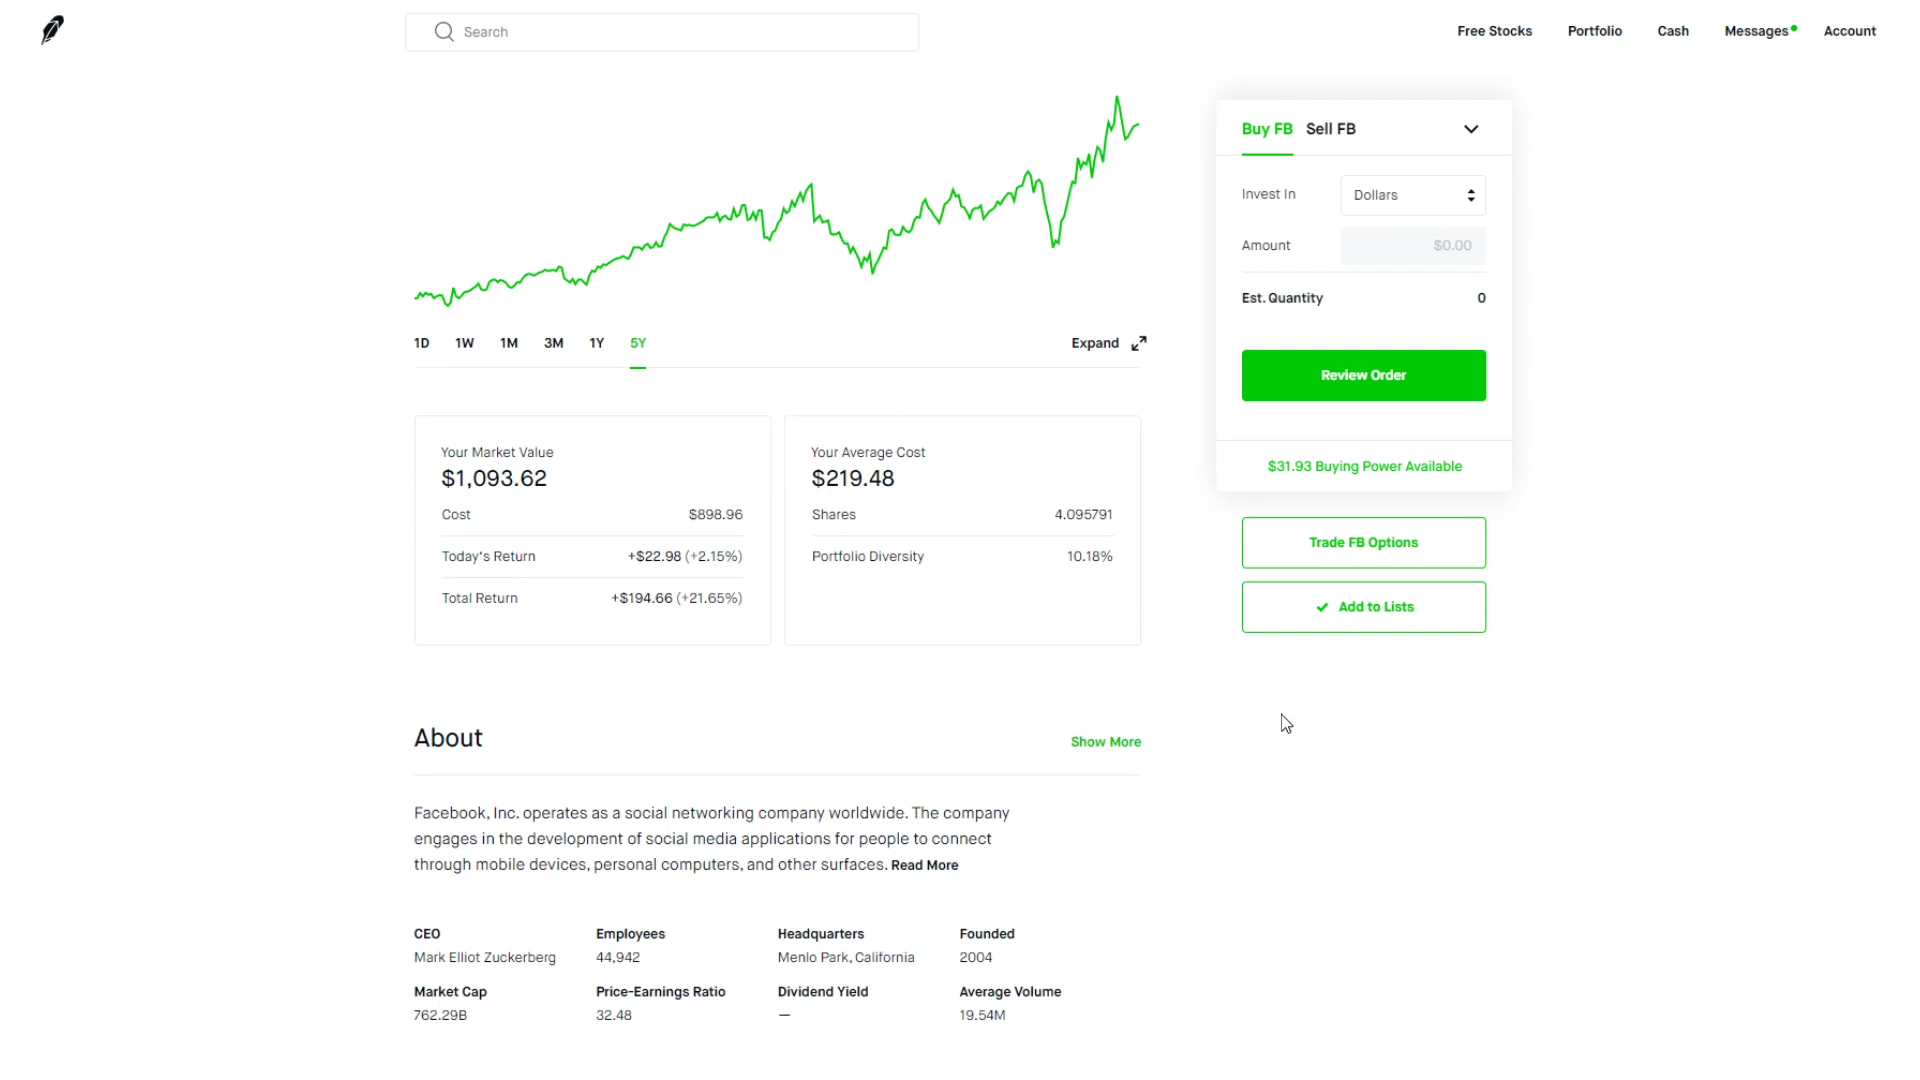 Search
Free Stocks Portfolio Cash Messages Account
Buy FB Sell FB
Invest In Dollars
Amount $0.00
Est. Quantity 0
Review Order
$31.93 Buying Power Available
Trade FB Options
Add to Lists
1D 1W 1M 3M 1Y 5Y Expand
Your Market Value
$1,093.62
Cost $898.96
Today's Return +$22.98 (+2.15%)
Total Return +$194.66 (+21.65%)
Your Average Cost
$219.48
Shares 4.095791
Portfolio Diversity 10.18%
About Show More
Facebook, Inc. operates as a social networking company worldwide. The company
engages in the development of social media applications for people to connect
through mobile devices, personal computers, and other surfaces. Read More
CEO Employees Headquarters Founded
Mark Elliot Zuckerberg 44,942 Menlo Park, California 2004
Market Cap Price-Earnings Ratio Dividend Yield Average Volume
762.29B 32.48 — 19.54M